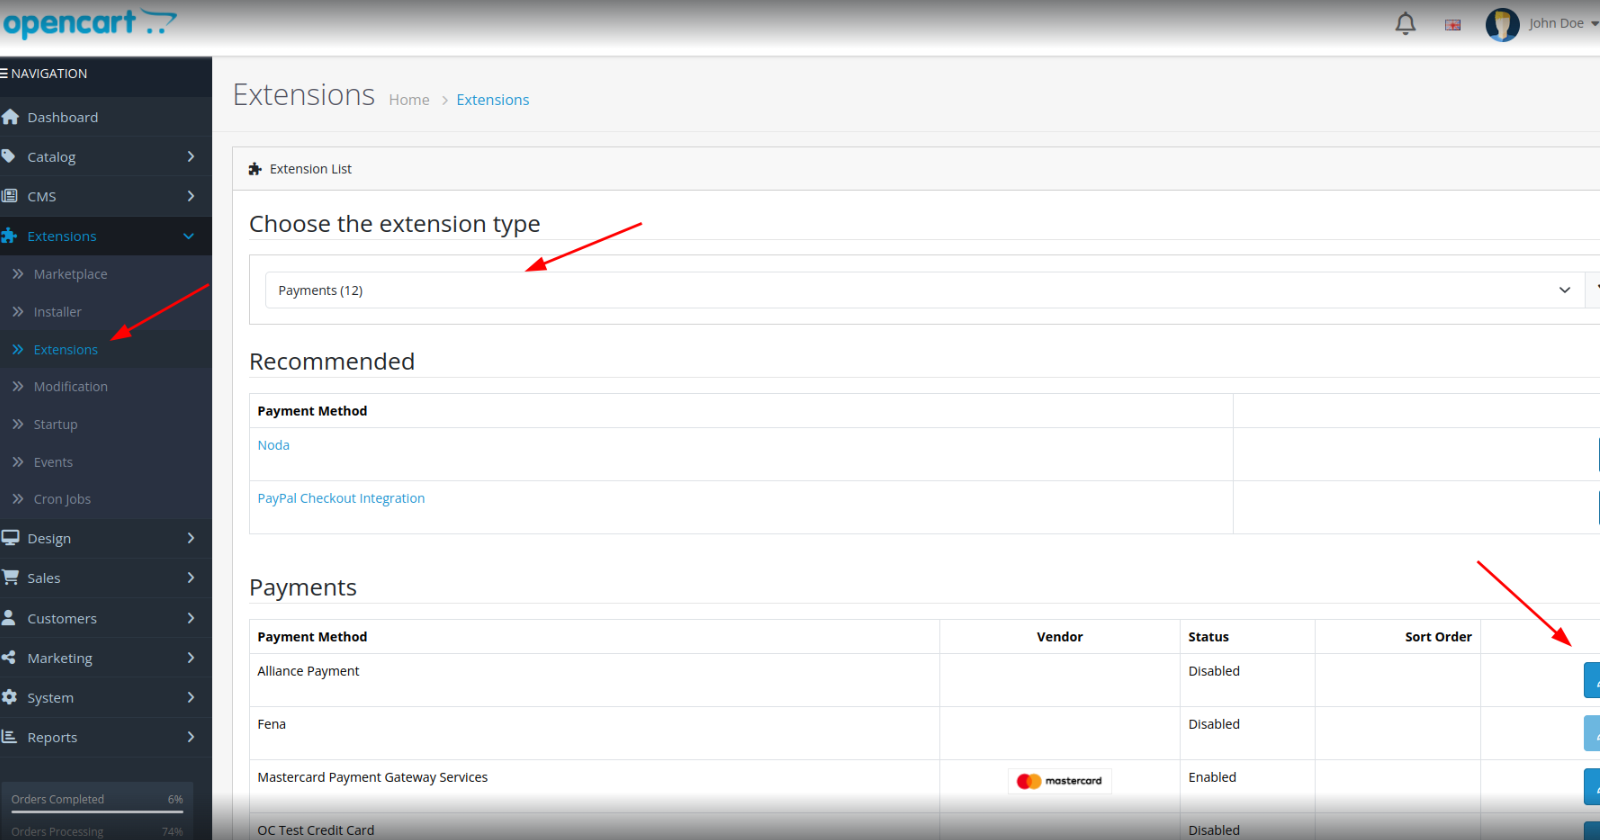 opencart
John Doe
NAVIGATION
Dashboard
Catalog
CMS
Extensions
Marketplace
Installer
Extensions
Modification
Startup
Events
Cron Jobs
Design
Sales
Customers
Marketing
System
Reports
Orders Completed 6%
Orders Processing 74%
Extensions Home Extensions
Extension List
Choose the extension type
Payments (12)
Recommended
Payment Method
Noda
PayPal Checkout Integration
Payments
Payment Method Vendor Status Sort Order
Alliance Payment Disabled
Fena Disabled
Mastercard Payment Gateway Services mastercard Enabled
OC Test Credit Card Disabled